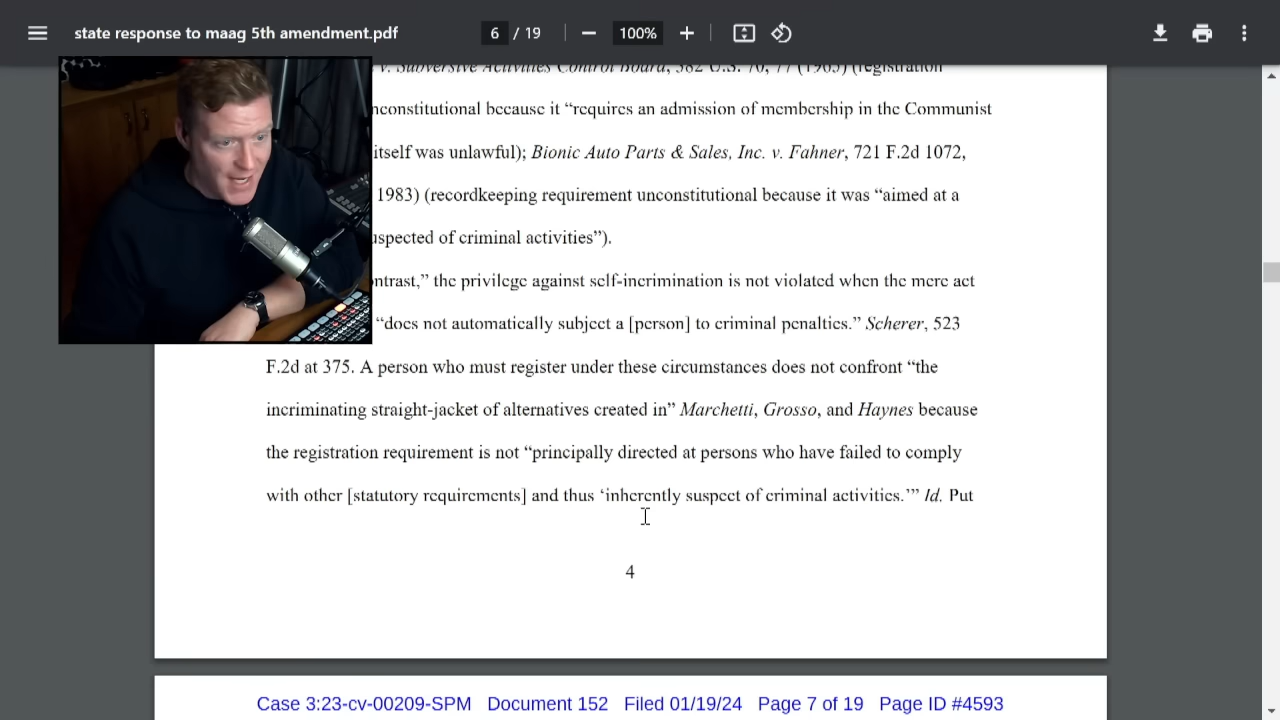 state response to maag 5th amendment.pdf
6 / 19
100%
v. Subversive Activities Control Board, 382 U.S. 70, 77 (1965) (registration
nconstitutional because it “requires an admission of membership in the Communist
itself was unlawful); Bionic Auto Parts & Sales, Inc. v. Fahner, 721 F.2d 1072,
1983) (recordkeeping requirement unconstitutional because it was “aimed at a
uspected of criminal activities”).
ontrast,” the privilege against self-incrimination is not violated when the mere act
“does not automatically subject a [person] to criminal penalties.” Scherer, 523
F.2d at 375. A person who must register under these circumstances does not confront “the
incriminating straight-jacket of alternatives created in” Marchetti, Grosso, and Haynes because
the registration requirement is not “principally directed at persons who have failed to comply
with other [statutory requirements] and thus ‘inherently suspect of criminal activities.’” Id. Put
4
Case 3:23-cv-00209-SPM Document 152 Filed 01/19/24 Page 7 of 19 Page ID #4593